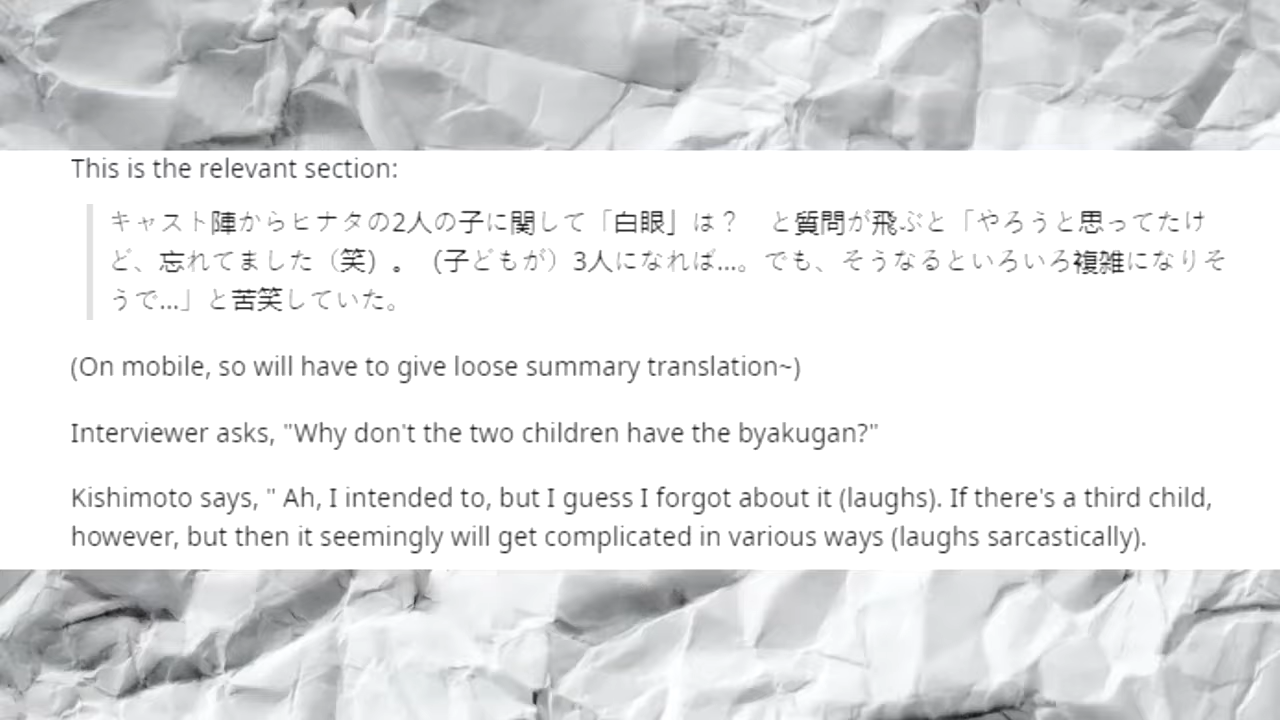 This is the relevant section:
キャスト陣からヒナタの2人の子に関して「白眼」は？　と質問が飛ぶと「やろうと思ってたけ
ど、忘れてました（笑）。（子どもが）3人になれば...。でも、そうなるといろいろ複雑になりそ
うで...」と苦笑していた。
(On mobile, so will have to give loose summary translation~)
Interviewer asks, "Why don't the two children have the byakugan?"
Kishimoto says, " Ah, I intended to, but I guess I forgot about it (laughs). If there's a third child,
however, but then it seemingly will get complicated in various ways (laughs sarcastically).